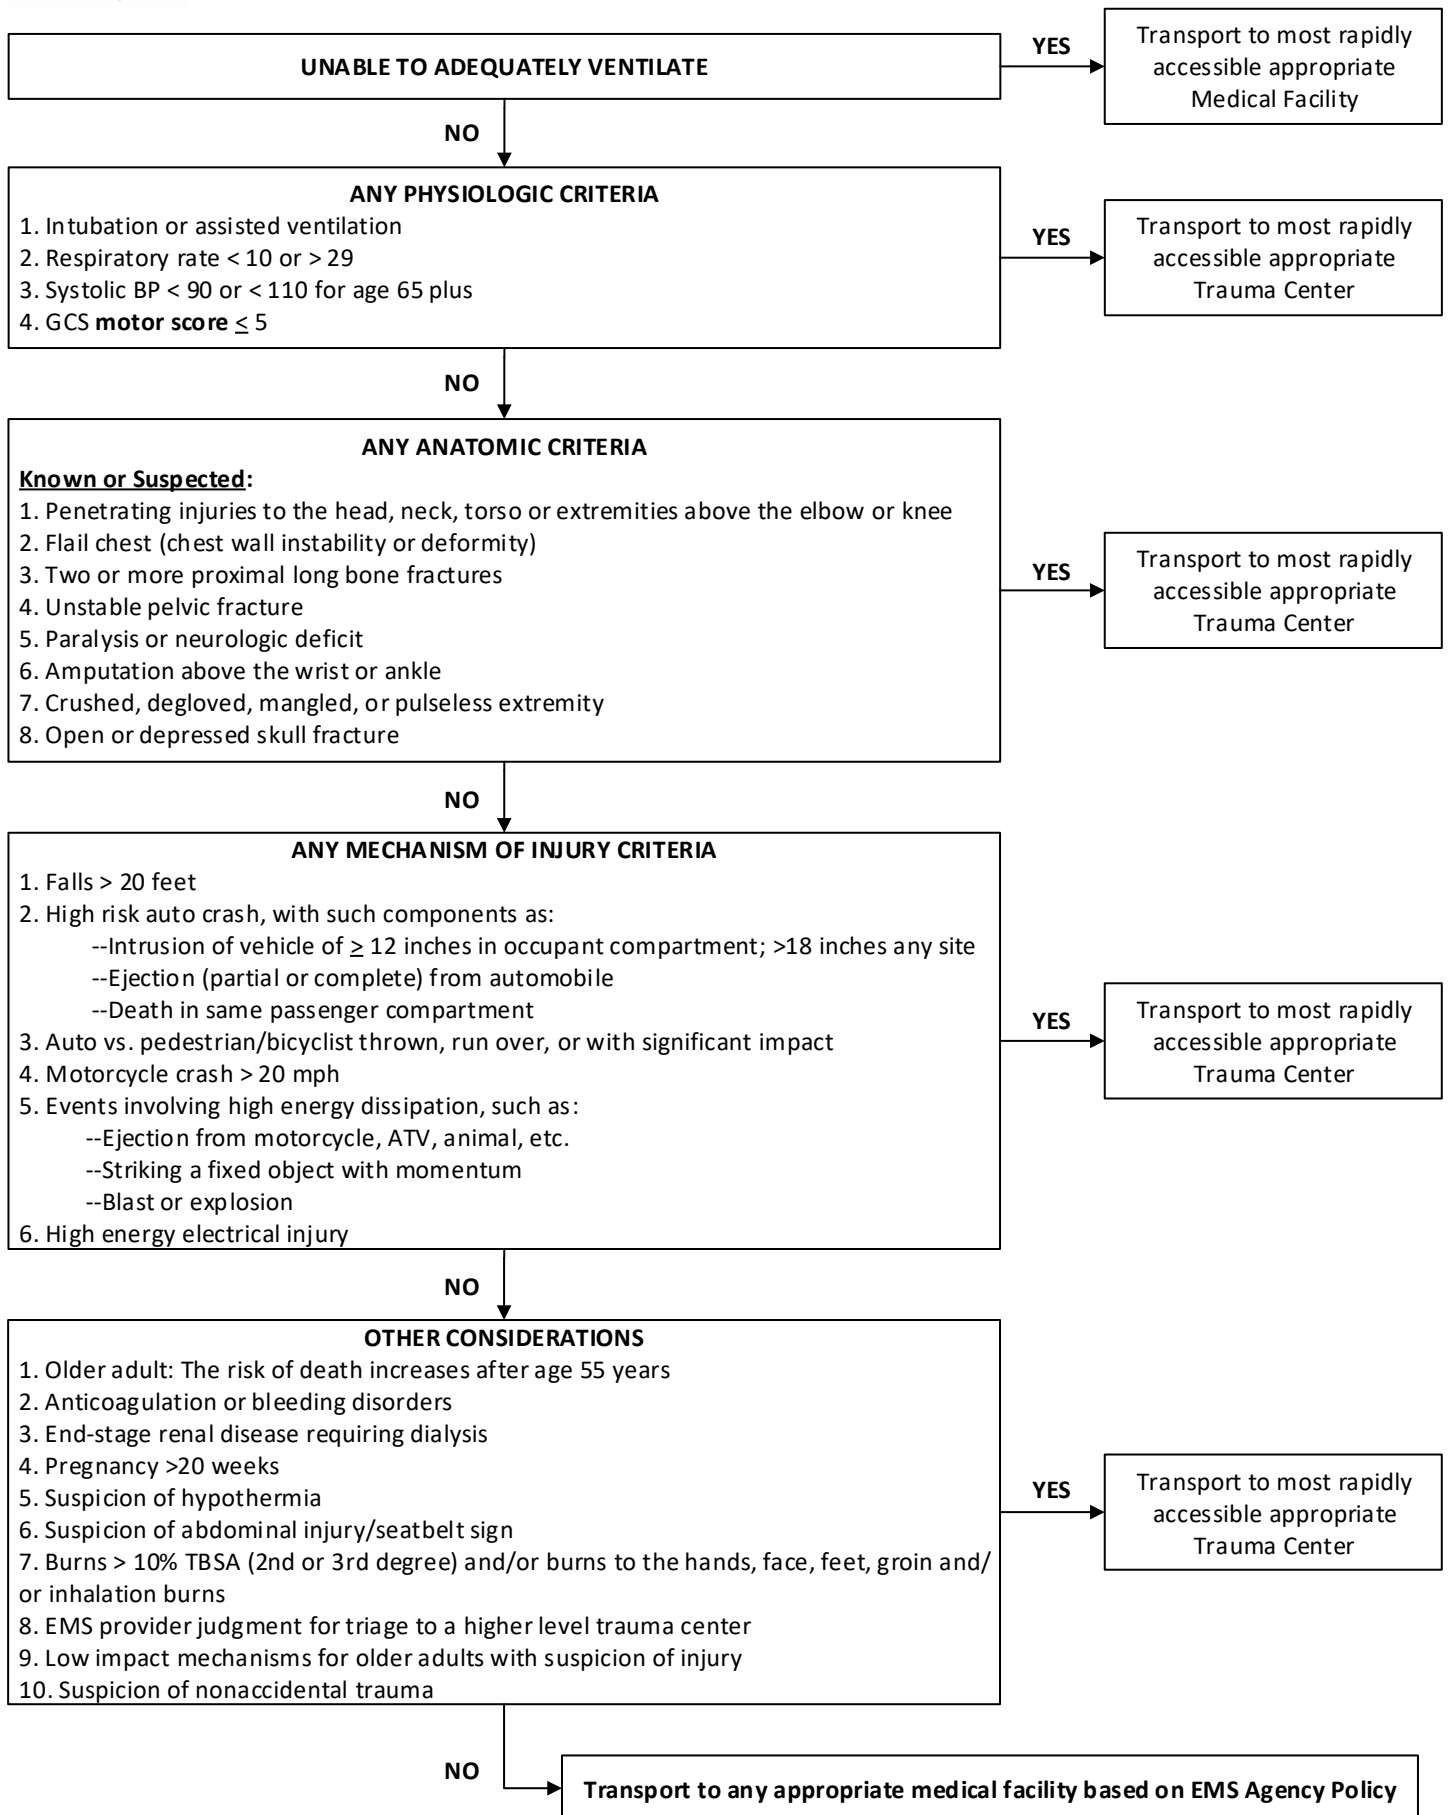 UNABLE TO ADEQUATELY VENTILATE
YES
Transport to most rapidly
accessible appropriate
Medical Facility
NO
ANY PHYSIOLOGIC CRITERIA
1. Intubation or assisted ventilation
2. Respiratory rate < 10 or > 29
3. Systolic BP < 90 or < 110 for age 65 plus
4. GCS motor score ≤ 5
YES
Transport to most rapidly
accessible appropriate
Trauma Center
NO
ANY ANATOMIC CRITERIA
Known or Suspected:
1. Penetrating injuries to the head, neck, torso or extremities above the elbow or knee
2. Flail chest (chest wall instability or deformity)
3. Two or more proximal long bone fractures
4. Unstable pelvic fracture
5. Paralysis or neurologic deficit
6. Amputation above the wrist or ankle
7. Crushed, degloved, mangled, or pulseless extremity
8. Open or depressed skull fracture
YES
Transport to most rapidly
accessible appropriate
Trauma Center
NO
ANY MECHANISM OF INJURY CRITERIA
1. Falls > 20 feet
2. High risk auto crash, with such components as:
--Intrusion of vehicle of ≥ 12 inches in occupant compartment; >18 inches any site
--Ejection (partial or complete) from automobile
--Death in same passenger compartment
3. Auto vs. pedestrian/bicyclist thrown, run over, or with significant impact
4. Motorcycle crash > 20 mph
5. Events involving high energy dissipation, such as:
--Ejection from motorcycle, ATV, animal, etc.
--Striking a fixed object with momentum
--Blast or explosion
6. High energy electrical injury
YES
Transport to most rapidly
accessible appropriate
Trauma Center
NO
OTHER CONSIDERATIONS
1. Older adult: The risk of death increases after age 55 years
2. Anticoagulation or bleeding disorders
3. End-stage renal disease requiring dialysis
4. Pregnancy >20 weeks
5. Suspicion of hypothermia
6. Suspicion of abdominal injury/seatbelt sign
7. Burns > 10% TBSA (2nd or 3rd degree) and/or burns to the hands, face, feet, groin and/
or inhalation burns
8. EMS provider judgment for triage to a higher level trauma center
9. Low impact mechanisms for older adults with suspicion of injury
10. Suspicion of nonaccidental trauma
YES
Transport to most rapidly
accessible appropriate
Trauma Center
NO
Transport to any appropriate medical facility based on EMS Agency Policy